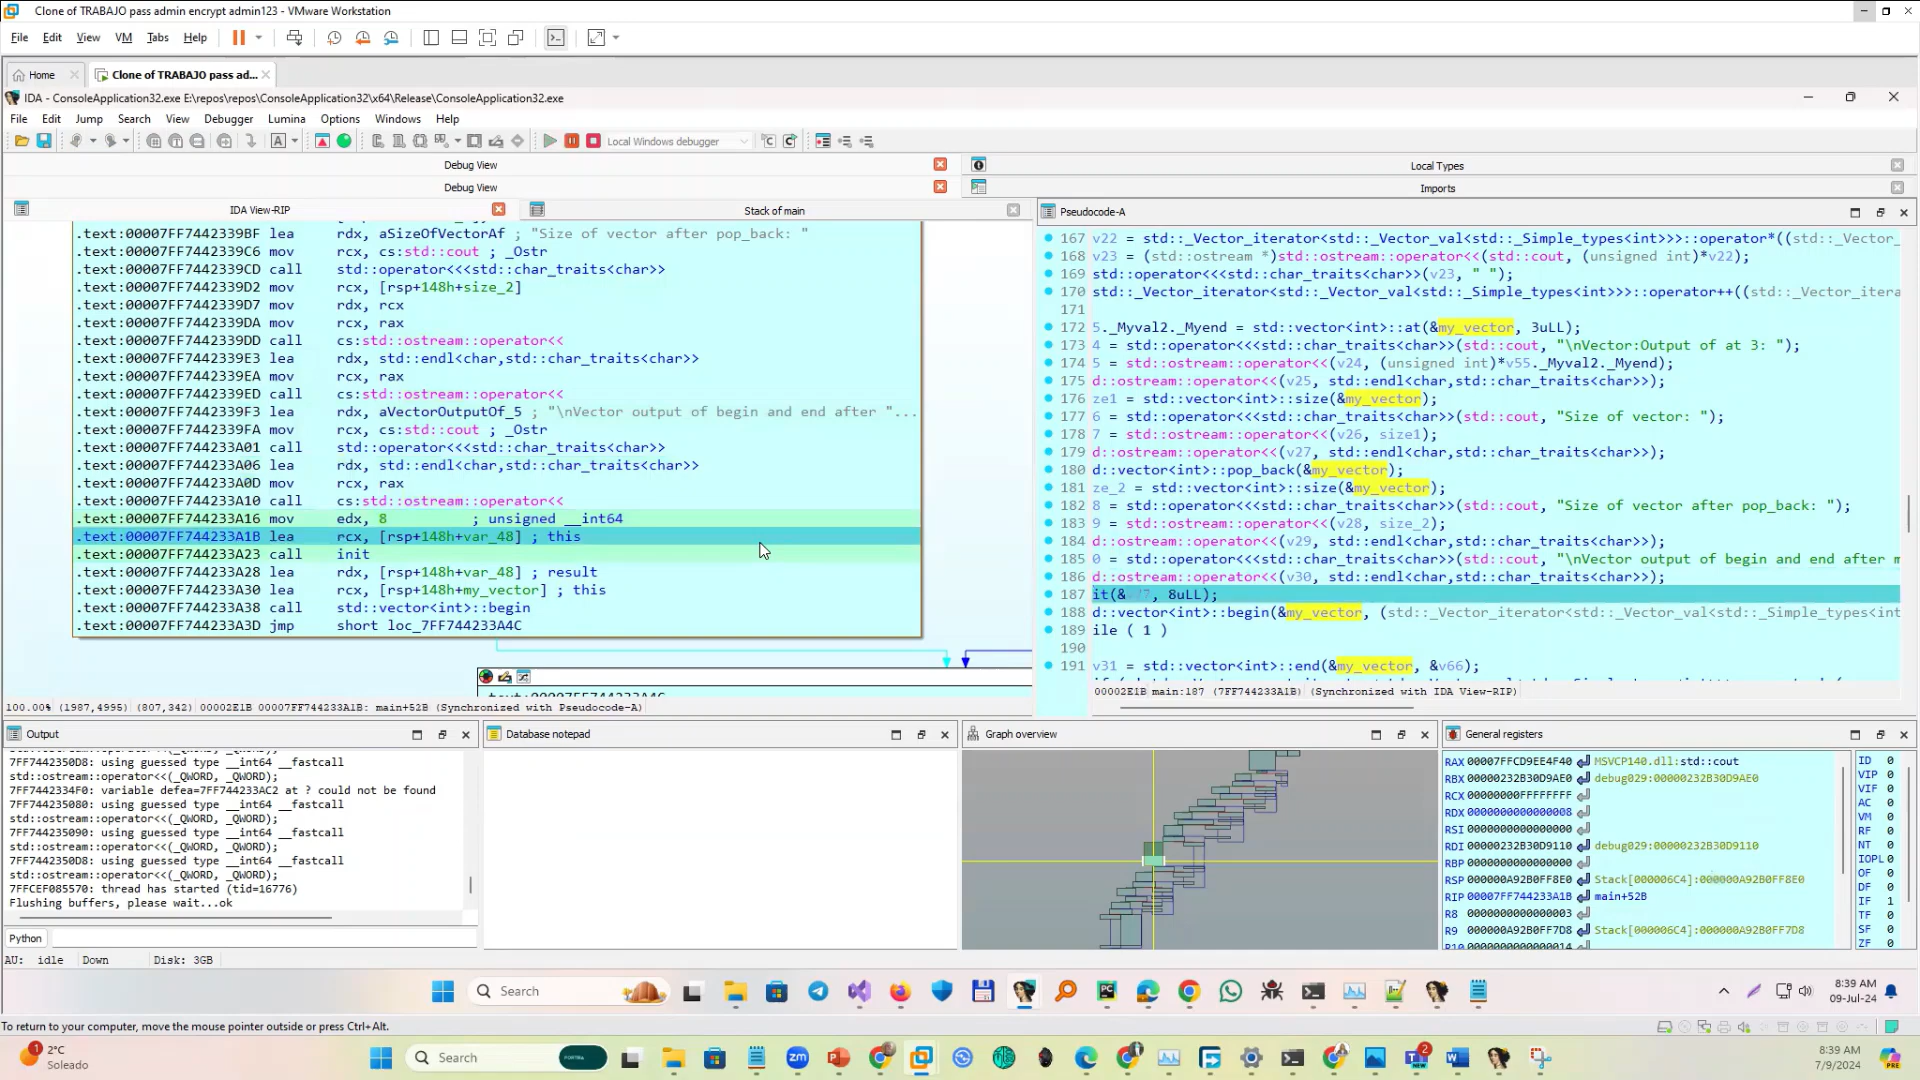 Clone of TRABAJO pass admin encrypt admin123 - VMware Workstation
File Edit View VM Tabs Help
Home Clone of TRABAJO pass ad...
IDA - ConsoleApplication32.exe E:\repos\repos\ConsoleApplication32\x64\Release\ConsoleApplication32.exe
File Edit Jump Search View Debugger Lumina Options Windows Help
Local Windows debugger
Debug View
Local Types
Debug View
Imports
IDA View-RIP
Stack of main
.text:00007FF7442339BF lea rdx, aSizeOfVectorAf ; "Size of vector after pop_back: "
.text:00007FF7442339C6 mov rcx, cs:std::cout ; _Ostr
.text:00007FF7442339CD call std::operator<<<std::char_traits<char>>
.text:00007FF7442339D2 mov rcx, [rsp+148h+size_2]
.text:00007FF7442339D7 mov rdx, rcx
.text:00007FF7442339DA mov rcx, rax
.text:00007FF7442339DD call cs:std::ostream::operator<<
.text:00007FF7442339E3 lea rdx, std::endl<char,std::char_traits<char>>
.text:00007FF7442339EA mov rcx, rax
.text:00007FF7442339ED call cs:std::ostream::operator<<
.text:00007FF7442339F3 lea rdx, aVectorOutputOf_5 ; "\nVector output of begin and end after "...
.text:00007FF7442339FA mov rcx, cs:std::cout ; _Ostr
.text:00007FF744233A01 call std::operator<<<std::char_traits<char>>
.text:00007FF744233A06 lea rdx, std::endl<char,std::char_traits<char>>
.text:00007FF744233A0D mov rcx, rax
.text:00007FF744233A10 call cs:std::ostream::operator<<
.text:00007FF744233A16 mov edx, 8 ; unsigned __int64
.text:00007FF744233A1B lea rcx, [rsp+148h+var_48] ; this
.text:00007FF744233A23 call init
.text:00007FF744233A28 lea rdx, [rsp+148h+var_48] ; result
.text:00007FF744233A30 lea rcx, [rsp+148h+my_vector] ; this
.text:00007FF744233A38 call std::vector<int>::begin
.text:00007FF744233A3D jmp short loc_7FF744233A4C
100.00% (1987,4995) (807,342) 00002E1B 00007FF744233A1B: main+52B (Synchronized with Pseudocode-A)
Pseudocode-A
167 v22 = std::_Vector_iterator<std::_Vector_val<std::_Simple_types<int>>>::operator*((std::_Vector_
168 v23 = (std::ostream *)std::ostream::operator<<(std::cout, (unsigned int)*v22);
169 std::operator<<<std::char_traits<char>>(v23, " ");
170 std::_Vector_iterator<std::_Vector_val<std::_Simple_types<int>>>::operator++((std::_Vector_itera
171
172 5._Myval2._Myend = std::vector<int>::at(&my_vector, 3uLL);
173 4 = std::operator<<<std::char_traits<char>>(std::cout, "\nVector:Output of at 3: ");
174 5 = std::ostream::operator<<(v24, (unsigned int)*v55._Myval2._Myend);
175 d::ostream::operator<<(v25, std::endl<char,std::char_traits<char>>);
176 ze1 = std::vector<int>::size(&my_vector);
177 6 = std::operator<<<std::char_traits<char>>(std::cout, "Size of vector: ");
178 7 = std::ostream::operator<<(v26, size1);
179 d::ostream::operator<<(v27, std::endl<char,std::char_traits<char>>);
180 d::vector<int>::pop_back(&my_vector);
181 ze_2 = std::vector<int>::size(&my_vector);
182 8 = std::operator<<<std::char_traits<char>>(std::cout, "Size of vector after pop_back: ");
183 9 = std::ostream::operator<<(v28, size_2);
184 d::ostream::operator<<(v29, std::endl<char,std::char_traits<char>>);
185 0 = std::operator<<<std::char_traits<char>>(std::cout, "\nVector output of begin and end after m
186 d::ostream::operator<<(v30, std::endl<char,std::char_traits<char>>);
187 it(& , 8uLL);
188 d::vector<int>::begin(&my_vector, (std::_Vector_iterator<std::_Vector_val<std::_Simple_types<int
189 ile ( 1 )
190
191 v31 = std::vector<int>::end(&my_vector, &v66);
00002E1B main:187 (7FF744233A1B) (Synchronized with IDA View-RIP)
Output
7FF7442350D8: using guessed type __int64 __fastcall
std::ostream::operator<<(_QWORD, _QWORD);
7FF7442334F0: variable defea=7FF744233AC2 at ? could not be found
7FF744235080: using guessed type __int64 __fastcall
std::ostream::operator<<(_QWORD, _QWORD);
7FF744235090: using guessed type __int64 __fastcall
std::ostream::operator<<(_QWORD, _QWORD);
7FF7442350D8: using guessed type __int64 __fastcall
std::ostream::operator<<(_QWORD, _QWORD);
7FFCEF085570: thread has started (tid=16776)
Flushing buffers, please wait...ok
Python
AU: idle Down Disk: 3GB
Database notepad
Graph overview
General registers
RAX 00007FFCD9EE4F40 MSVCP140.dll:std::cout
RBX 00000232B30D9AE0 debug029:00000232B30D9AE0
RCX 00000000FFFFFFFF
RDX 0000000000000008
RSI 0000000000000000
RDI 00000232B30D9110 debug029:00000232B30D9110
RBP 0000000000000000
RSP 000000A92B0FF8E0 Stack[000006C4]:000000A92B0FF8E0
RIP 00007FF744233A1B main+52B
R8 0000000000000003
R9 000000A92B0FF7D8 Stack[000006C4]:000000A92B0FF7D8
R10 0000000000000014
ID 0
VIP 0
VIF 0
AC 0
VM 0
RF 0
NT 0
IOPL 0
OF 0
DF 0
IF 1
TF 0
SF 0
ZF 0
Search
8:39 AM
09-Jul-24
To return to your computer, move the mouse pointer outside or press Ctrl+Alt.
1
2°C
Soleado
Search
2
NEW
8:39 AM
7/9/2024
PRE